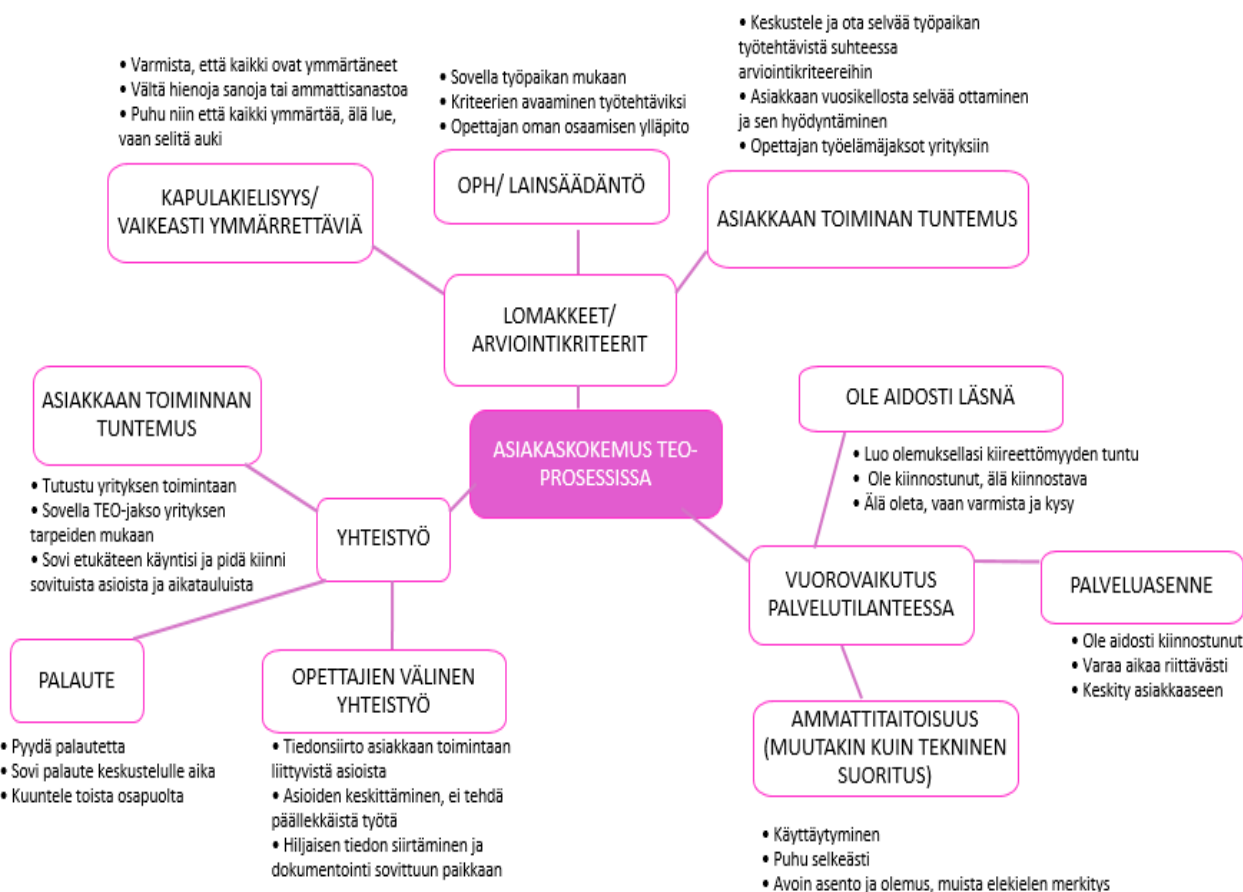 • Varmista, että kaikki ovat ymmärtäneet
• Vältä hienoja sanoja tai ammattisanastoa
• Puhu niin että kaikki ymmärtää, älä lue,
vaan selitä auki
• Sovella työpaikan mukaan
• Kriteerien avaaminen työtehtäviksi
• Opettajan oman osaamisen ylläpito
• Keskustele ja ota selvää työpaikan
työtehtävistä suhteessa
arviointikriteereihin
• Asiakkaan vuosikellosta selvää ottaminen
ja sen hyödyntäminen
• Opettajan työelämäjaksot yrityksiin
KAPULAKIELISYYS/
VAIKEASTI YMMÄRRETTÄVIÄ
OPH/ LAINSÄÄDÄNTÖ
ASIAKKAAN TOIMINAN TUNTEMUS
LOMAKKEET/
ARVIOINTIKRITEERIT
ASIAKKAAN TOIMINNAN
TUNTEMUS
• Tutustu yrityksen toimintaan
• Sovella TEO-jakso yrityksen
tarpeiden mukaan
• Sovi etukäteen käyntisi ja pidä kiinni
sovituista asioista ja aikatauluista
ASIAKASKOKEMUS TEO-
PROSESSISSA
OLE AIDOSTI LÄSNÄ
• Luo olemuksellasi kiireettömyyden tuntu
• Ole kiinnostunut, älä kiinnostava
• Älä oleta, vaan varmista ja kysy
YHTEISTYÖ
VUOROVAIKUTUS
PALVELUTILANTEESSA
PALVELUASENNE
• Ole aidosti kiinnostunut
• Varaa aikaa riittävästi
• Keskity asiakkaaseen
PALAUTE
• Pyydä palautetta
• Sovi palaute keskustelulle aika
• Kuuntele toista osapuolta
OPETTAJIEN VÄLINEN
YHTEISTYÖ
• Tiedonsiirto asiakkaan toimintaan
liittyvistä asioista
• Asioiden keskittäminen, ei tehdä
päällekkäistä työtä
• Hiljaisen tiedon siirtäminen ja
dokumentointi sovittuun paikkaan
AMMATTITAITOISUUS
(MUUTAKIN KUIN TEKNINEN
SUORITUS)
• Käyttäytyminen
• Puhu selkeästi
• Avoin asento ja olemus, muista elekielen merkitys